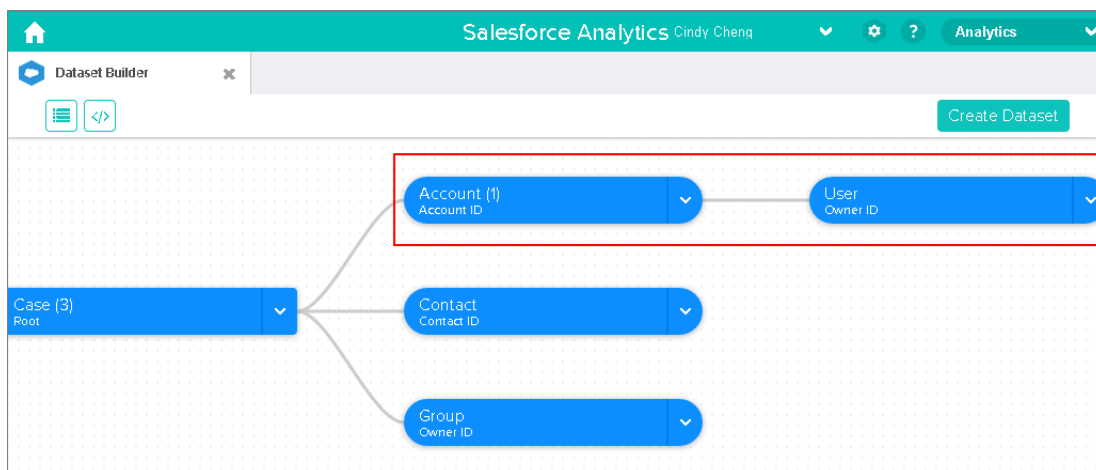 Salesforce Analytics Cindy Cheng ? Analytics
Dataset Builder
</> Create Dataset
Account (1)
Account ID
User
Owner ID
Case (3)
Root
Contact
Contact ID
Group
Owner ID